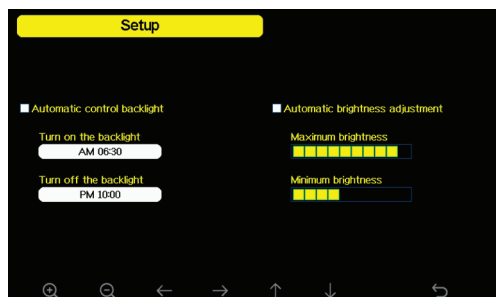 Setup
Automatic control backlight
Turn on the backlight
AM 06:30
Turn off the backlight
PM 10:00
Automatic brightness adjustment
Maximum brightness
Minimum brightness